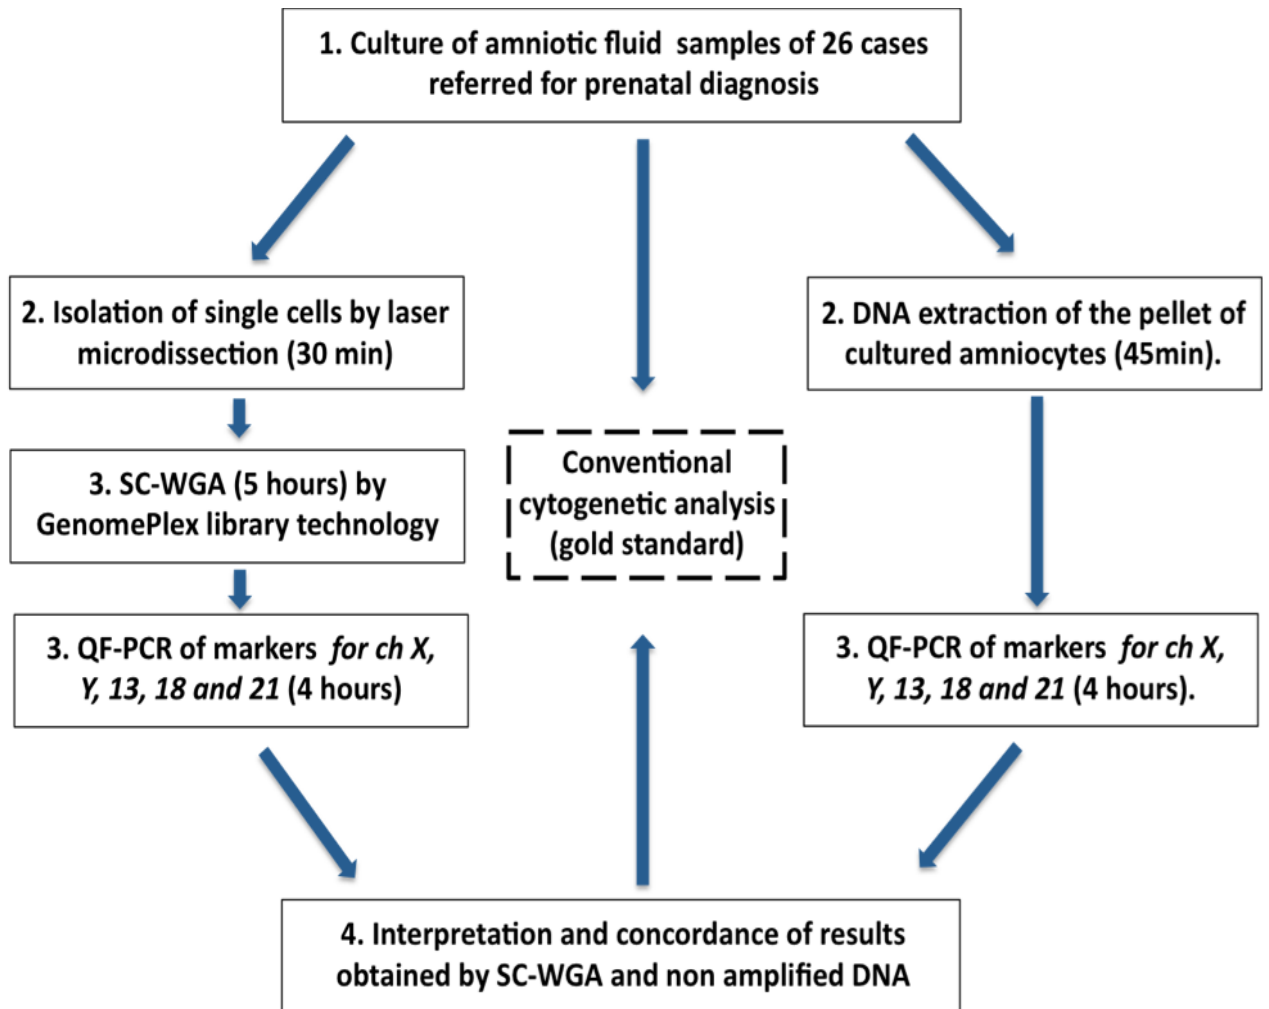 1. Culture of amniotic fluid samples of 26 cases
referred for prenatal diagnosis
2. Isolation of single cells by laser
microdissection (30 min)
2. DNA extraction of the pellet of
cultured amniocytes (45min).
3. SC-WGA (5 hours) by
GenomePlex library technology
Conventional
cytogenetic analysis
(gold standard)
3. QF-PCR of markers for ch X,
Y, 13, 18 and 21 (4 hours)
3. QF-PCR of markers for ch X,
Y, 13, 18 and 21 (4 hours).
4. Interpretation and concordance of results
obtained by SC-WGA and non amplified DNA